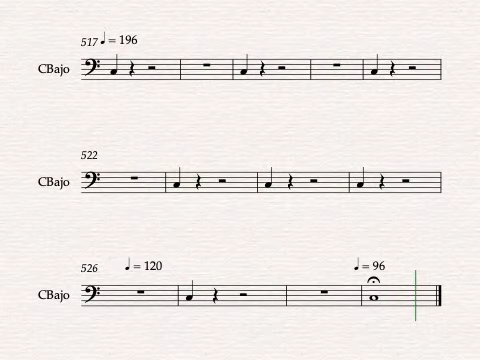 517 ♩ = 196
CBajo
522
CBajo
526 ♩ = 120 ♩ = 96
CBajo